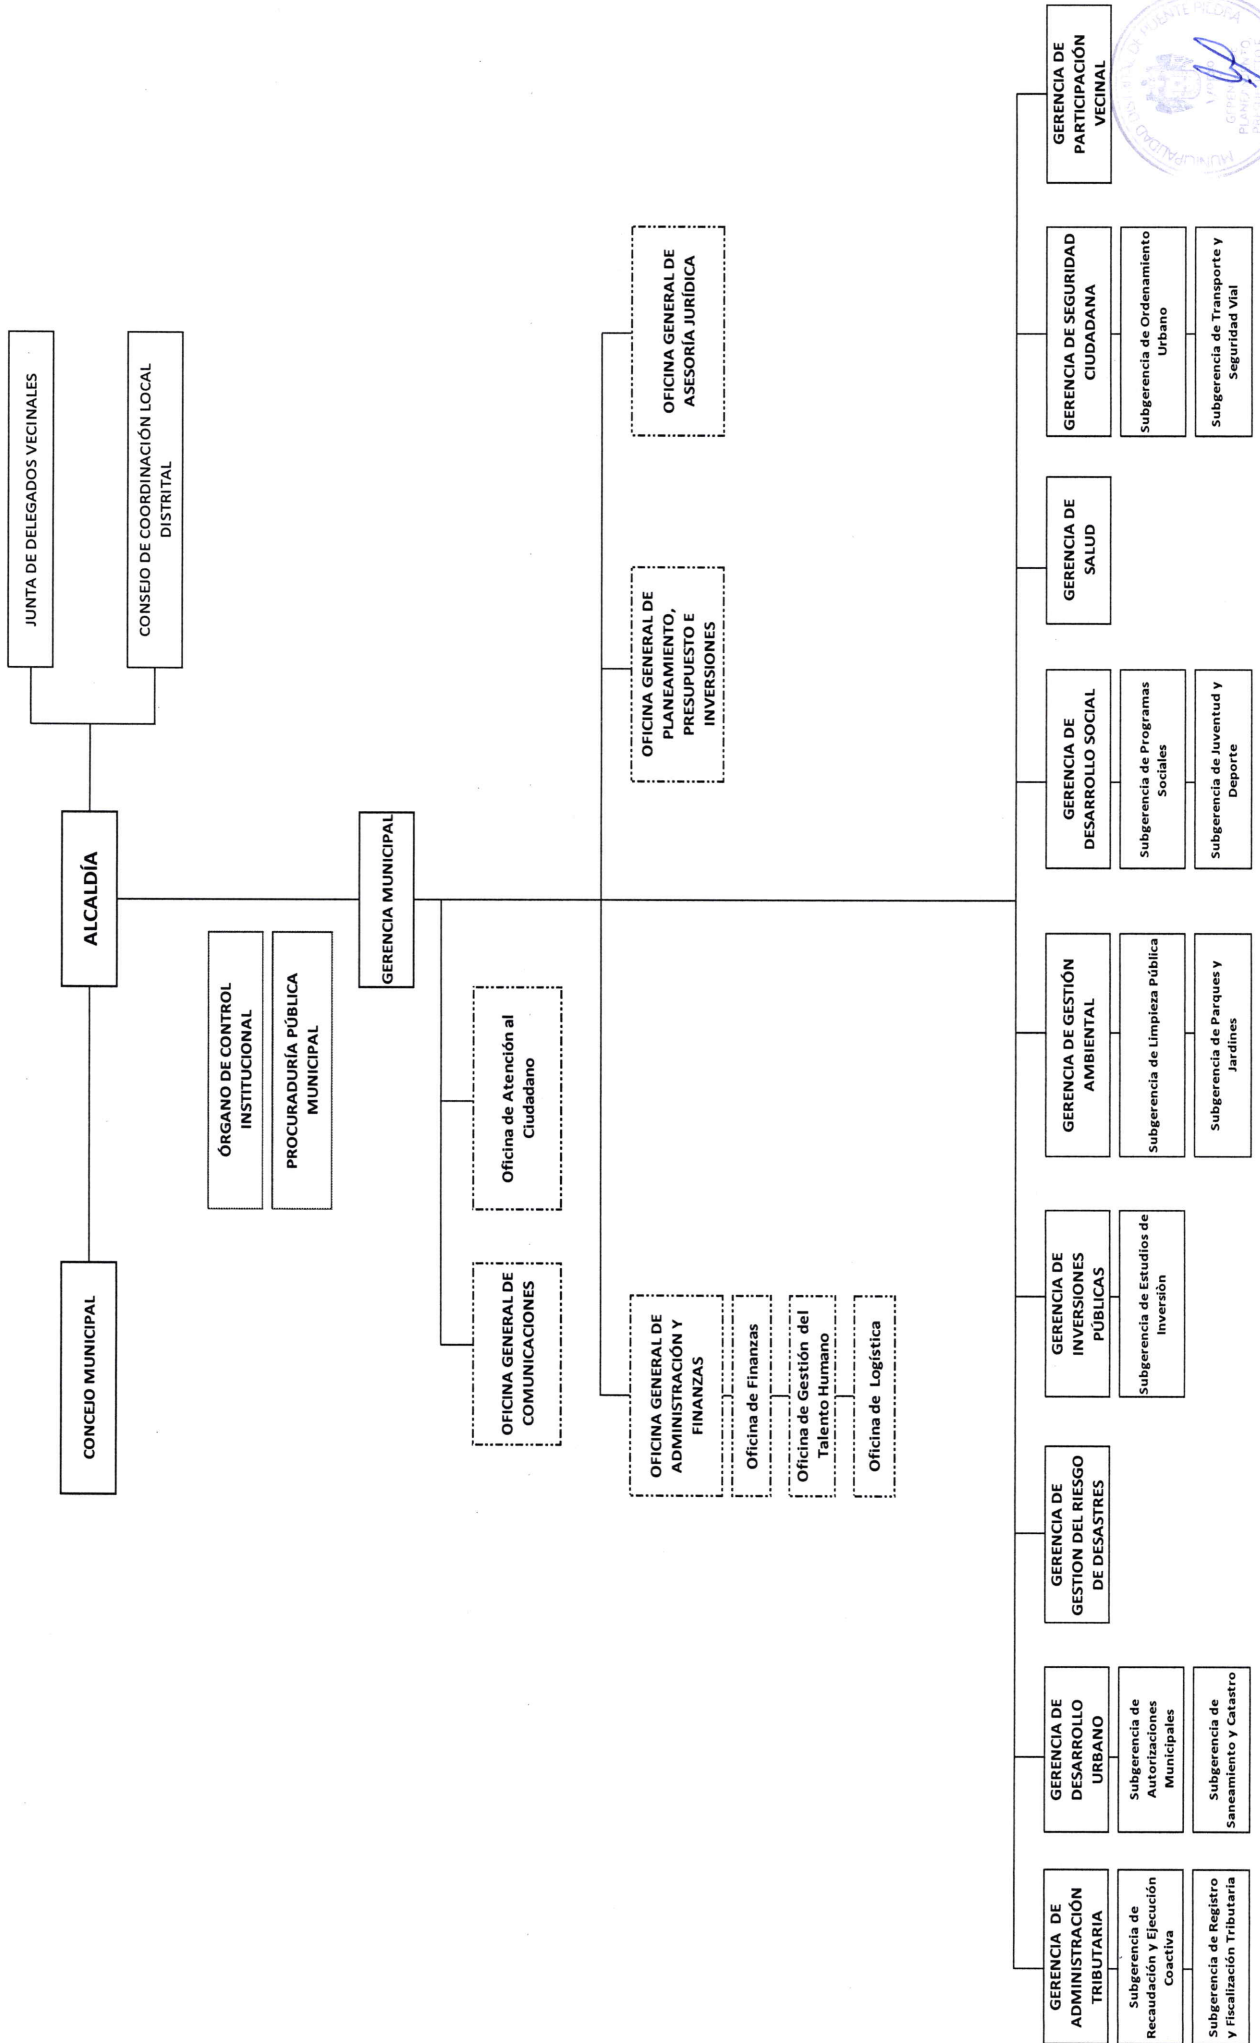 JUNTA DE DELEGADOS VECINALES
CONSEJO DE COORDINACIÓN LOCAL
DISTRITAL
ALCALDÍA
CONCEJO MUNICIPAL
ÓRGANO DE CONTROL
INSTITUCIONAL
PROCURADURÍA PÚBLICA
MUNICIPAL
GERENCIA MUNICIPAL
OFICINA GENERAL DE
COMUNICACIONES
Oficina de Atención al
Ciudadano
OFICINA GENERAL DE
ADMINISTRACIÓN Y
FINANZAS
Oficina de Finanzas
Oficina de Gestión del
Talento Humano
Oficina de Logística
OFICINA GENERAL DE
PLANEAMIENTO,
PRESUPUESTO E
INVERSIONES
OFICINA GENERAL DE
ASESORÍA JURÍDICA
GERENCIA DE
ADMINISTRACIÓN
TRIBUTARIA
Subgerencia de
Recaudación y Ejecución
Coactiva
Subgerencia de Registro
y Fiscalización Tributaria
GERENCIA DE
DESARROLLO
URBANO
Subgerencia de
Autorizaciones
Municipales
Subgerencia de
Saneamiento y Catastro
GERENCIA DE
GESTION DEL RIESGO
DE DESASTRES
GERENCIA DE
INVERSIONES
PÚBLICAS
Subgerencia de Estudios de
Inversión
GERENCIA DE GESTIÓN
AMBIENTAL
Subgerencia de Limpieza Pública
Subgerencia de Parques y
Jardines
GERENCIA DE
DESARROLLO SOCIAL
Subgerencia de Programas
Sociales
Subgerencia de Juventud y
Deporte
GERENCIA DE
SALUD
GERENCIA DE SEGURIDAD
CIUDADANA
Subgerencia de Ordenamiento
Urbano
Subgerencia de Transporte y
Seguridad Vial
GERENCIA DE
PARTICIPACIÓN
VECINAL
MUNICIPALIDAD DISTRITAL DE PUENTE PIEDRA